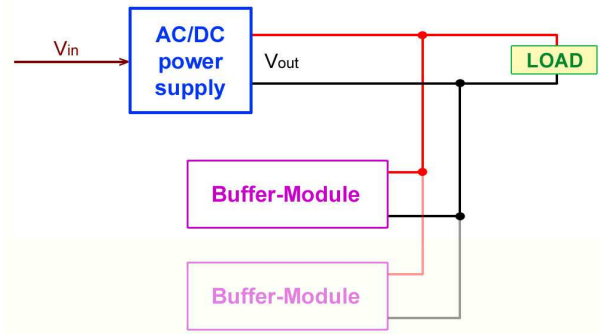 Vin
AC/DC
power
supply
Vout
LOAD
Buffer-Module
Buffer-Module